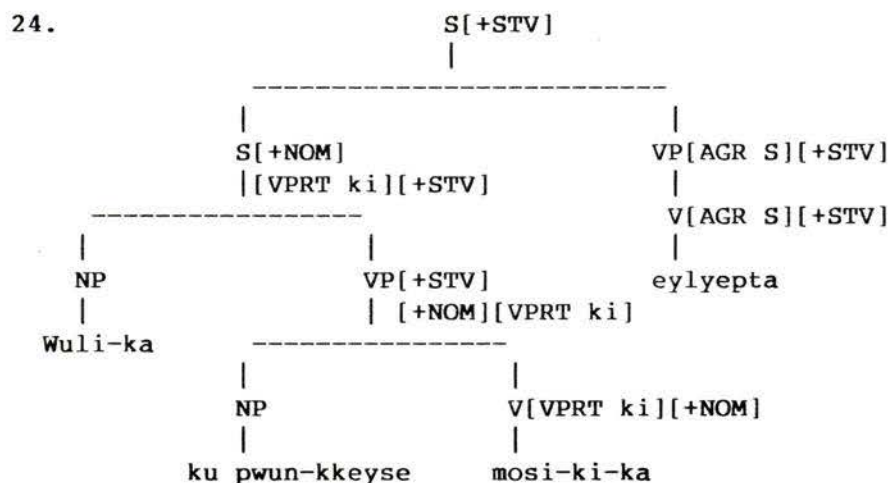 24. S[+STV]
|
---------------------------
| |
S[+NOM] VP[AGR S][+STV]
|[VPRT ki][+STV] |
----------------- V[AGR S][+STV]
| | |
NP VP[+STV] eylyepta
| | [+NOM][VPRT ki]
Wuli-ka ----------------
| |
NP V[VPRT ki][+NOM]
| |
ku pwun-kkeyse mosi-ki-ka